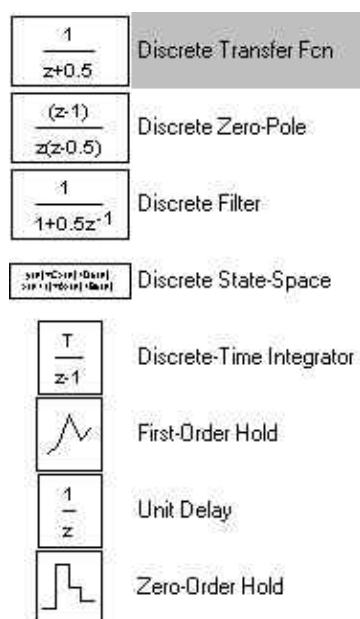 1
z+0.5
Discrete Transfer Fcn
(z-1)
z(z-0.5)
Discrete Zero-Pole
1
1+0.5z-1
Discrete Filter
Discrete State-Space
T
z-1
Discrete-Time Integrator
First-Order Hold
1
z
Unit Delay
Zero-Order Hold